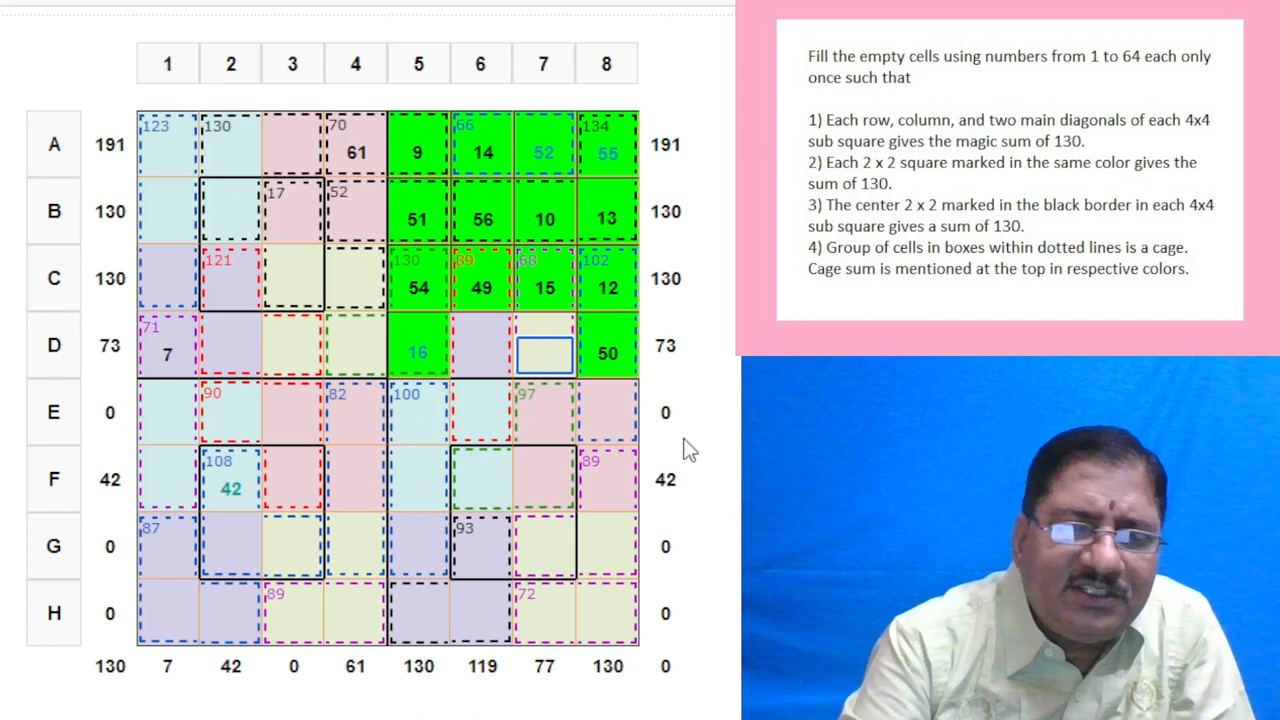 1 2 3 4 5 6 7 8
123 130 70 66 134
A 191 61 9 14 52 55 191
17 52
B 130 51 56 10 13 130
121 130 89 68 102
C 130 54 49 15 12 130
71
D 73 7 16 50 73
90 82 100 97
E 0 0
108 89
F 42 42 42
87 93
G 0 0
89 72
H 0 0
130 7 42 0 61 130 119 77 130 0
Fill the empty cells using numbers from 1 to 64 each only
once such that
1) Each row, column, and two main diagonals of each 4x4
sub square gives the magic sum of 130.
2) Each 2 x 2 square marked in the same color gives the
sum of 130.
3) The center 2 x 2 marked in the black border in each 4x4
sub square gives a sum of 130.
4) Group of cells in boxes within dotted lines is a cage.
Cage sum is mentioned at the top in respective colors.